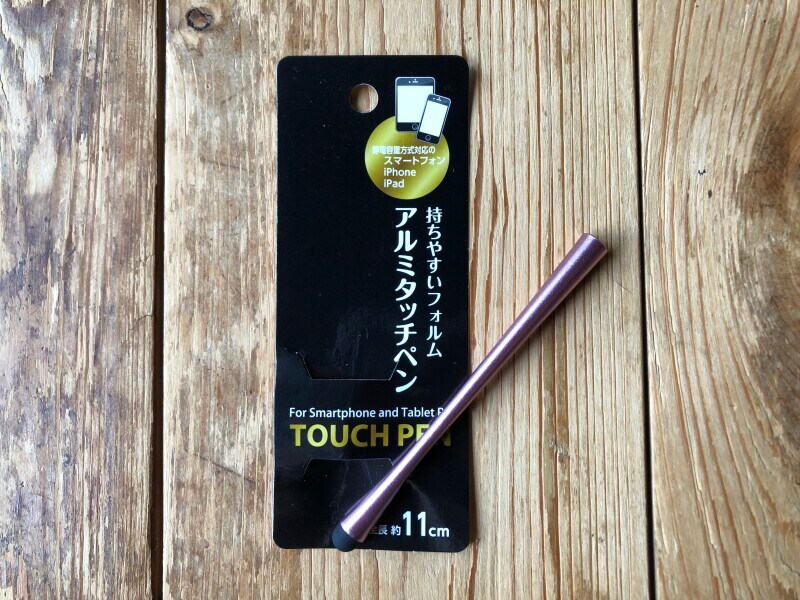 静電容量方式対応の
スマートフォン
iPhone
iPad
持ちやすいフォルム
アルミタッチペン
For Smartphone and Tablet
TOUCH PEN
全長 約11cm